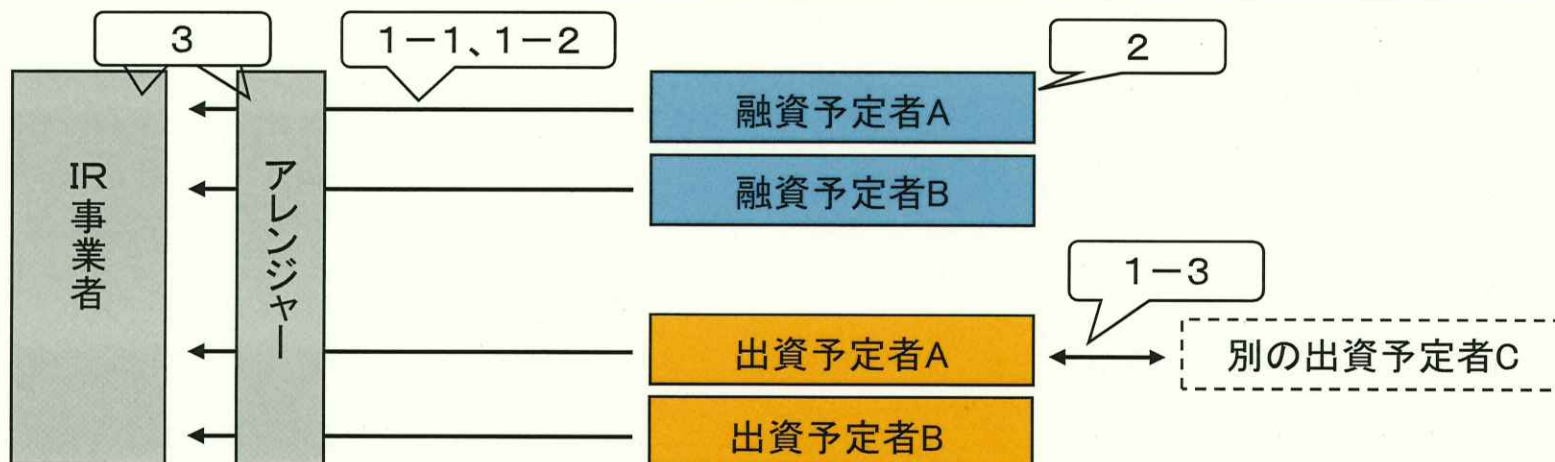 3
1-1、1-2
2
融資予定者A
IR
事業者
アレンジャー
融資予定者B
1-3
出資予定者A
別の出資予定者C
出資予定者B